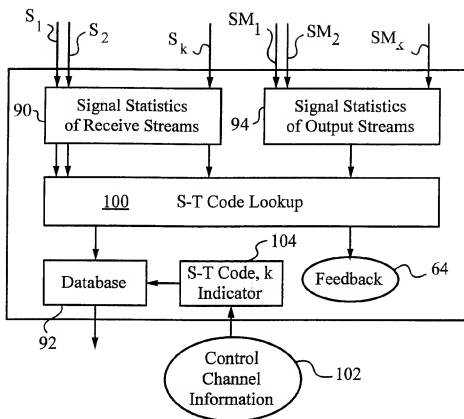 S1 S2 Sk SM1 SM2 SMk
90 Signal Statistics of Receive Streams
94 Signal Statistics of Output Streams
100 S-T Code Lookup
104
Database
S-T Code, k Indicator
Feedback 64
92
Control Channel Information
102